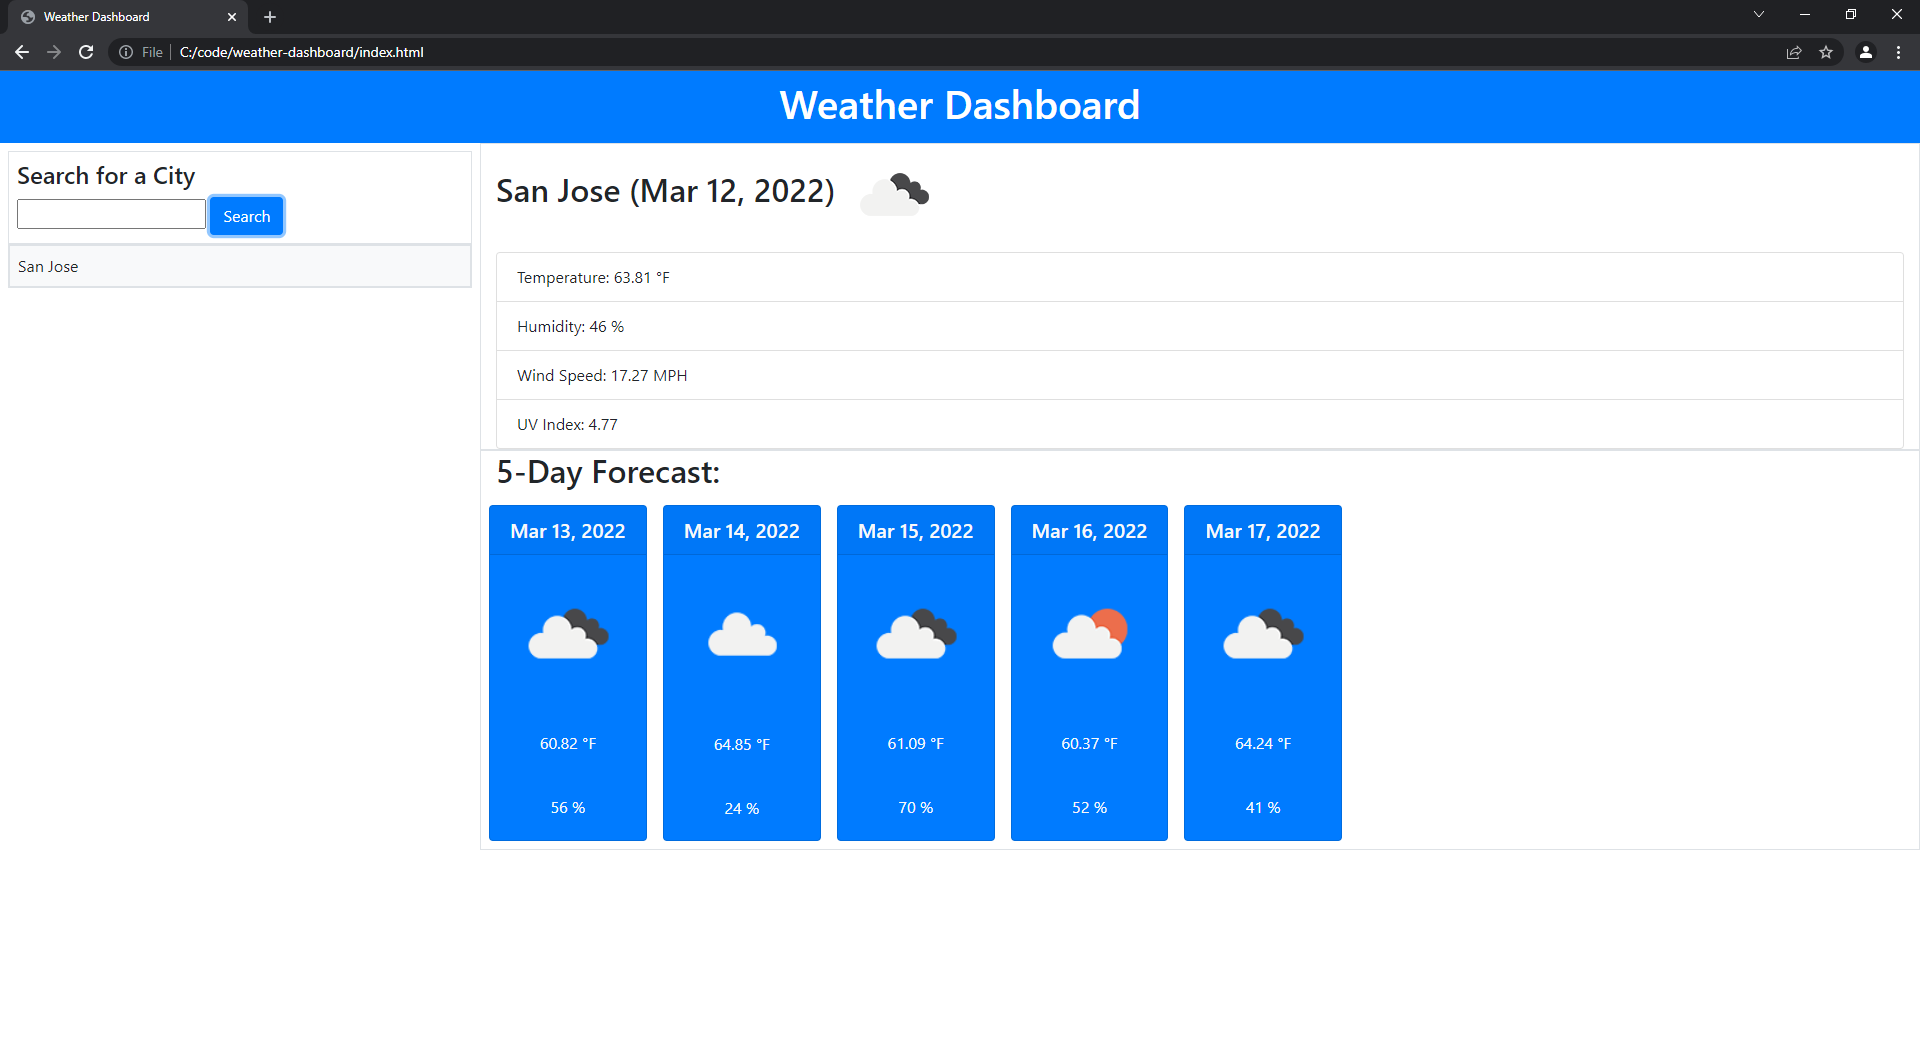 Weather Dashboard
File
C:/code/weather-dashboard/index.html
Weather Dashboard
Search for a City
Search
San Jose
San Jose (Mar 12, 2022)
Temperature: 63.81 °F
Humidity: 46 %
Wind Speed: 17.27 MPH
UV Index: 4.77
5-Day Forecast:
Mar 13, 2022
60.82 °F
56 %
Mar 14, 2022
64.85 °F
24 %
Mar 15, 2022
61.09 °F
70 %
Mar 16, 2022
60.37 °F
52 %
Mar 17, 2022
64.24 °F
41 %